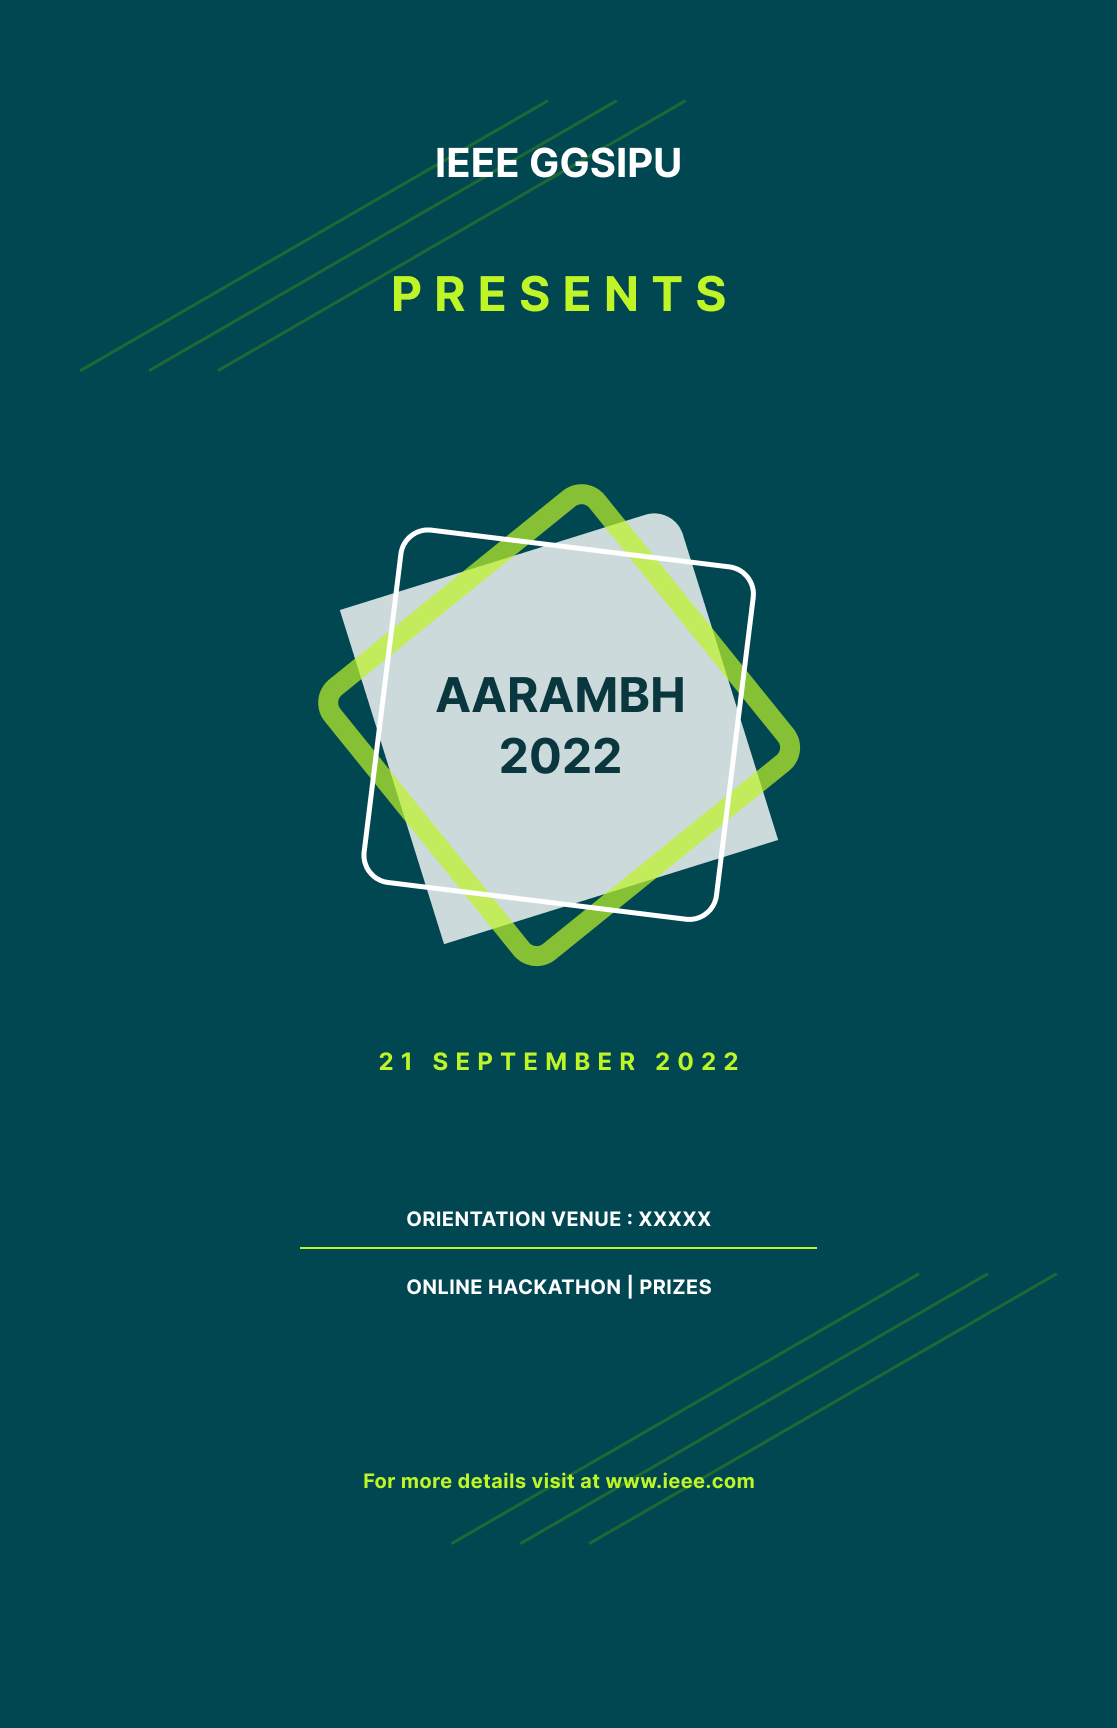 IEEE GGSIPU
PRESENTS
AARAMBH
2022
21 SEPTEMBER 2022
ORIENTATION VENUE : XXXXX
ONLINE HACKATHON | PRIZES
For more details visit at www.ieee.com